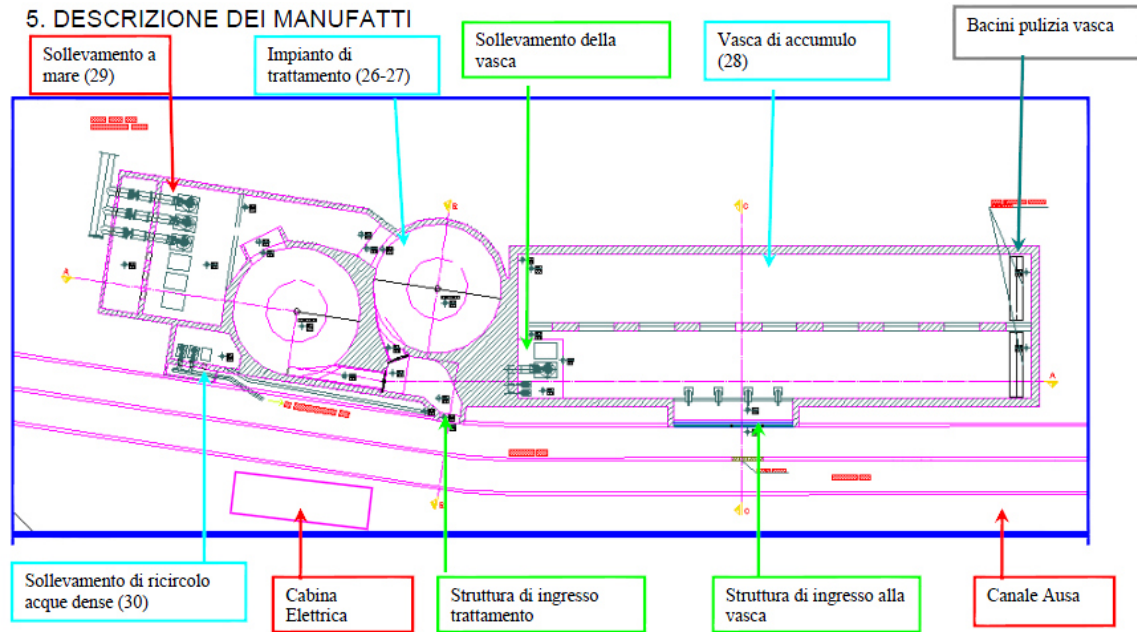 5. DESCRIZIONE DEI MANUFATTI
Sollevamento a
mare (29)
Impianto di
trattamento (26-27)
Sollevamento della
vasca
Vasca di accumulo
(28)
Bacini pulizia vasca
A
B
C
A
B
C
Sollevamento di ricircolo
acque dense (30)
Cabina
Elettrica
Struttura di ingresso
trattamento
Struttura di ingresso alla
vasca
Canale Ausa